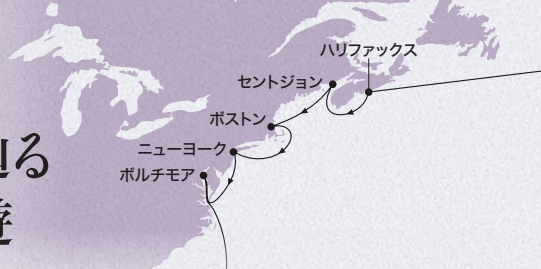 ハリファックス
セントジョン
ボストン
ニューヨーク
ボルチモア
る